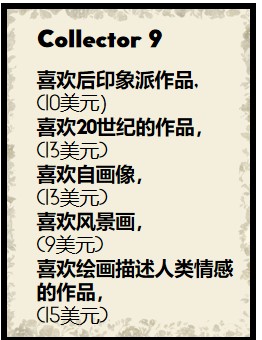 Collector 9
喜欢后印象派作品,
(10美元)
喜欢20世纪的作品，
(13美元)
喜欢自画像，
(13美元)
喜欢风景画，
(9美元)
喜欢绘画描述人类情感
的作品，
(15美元)